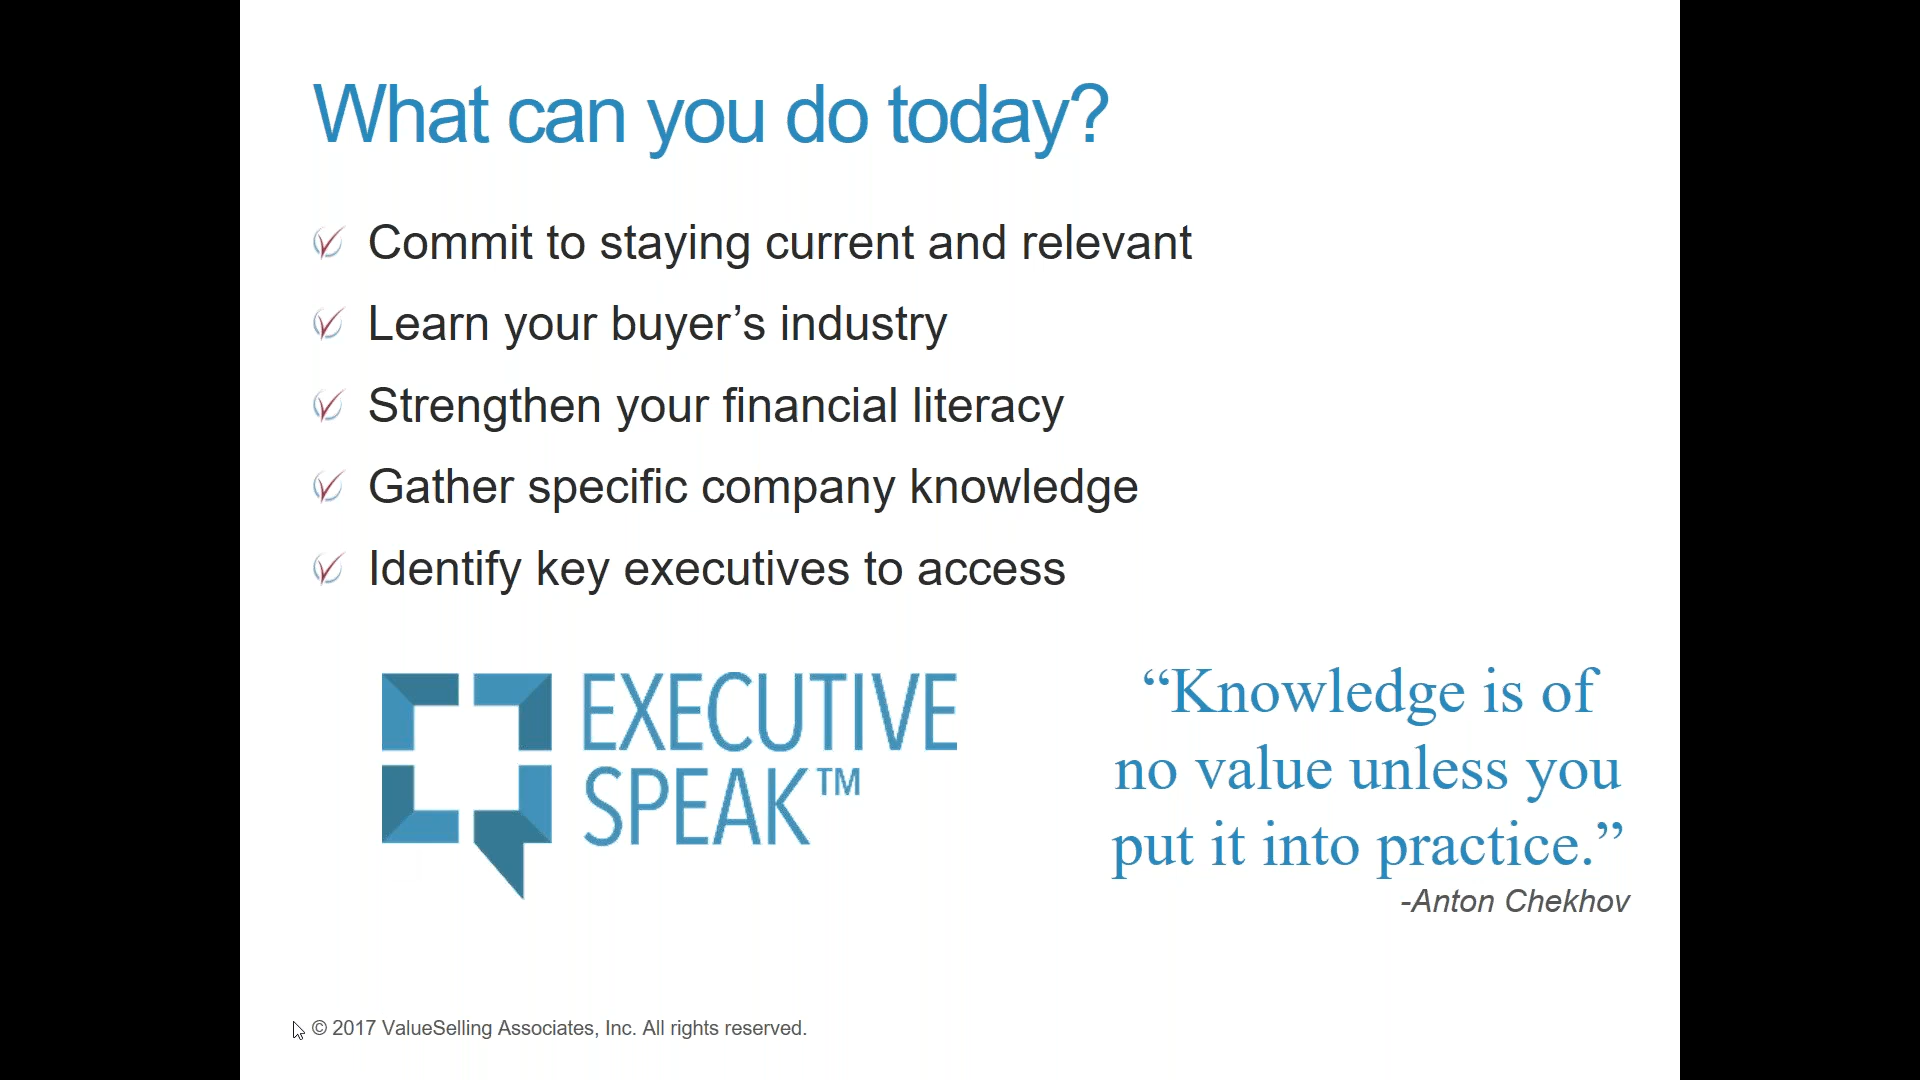 What can you do today?
Commit to staying current and relevant
Learn your buyer’s industry
Strengthen your financial literacy
Gather specific company knowledge
Identify key executives to access
EXECUTIVE
SPEAK™
“Knowledge is of
no value unless you
put it into practice.”
-Anton Chekhov
© 2017 ValueSelling Associates, Inc. All rights reserved.